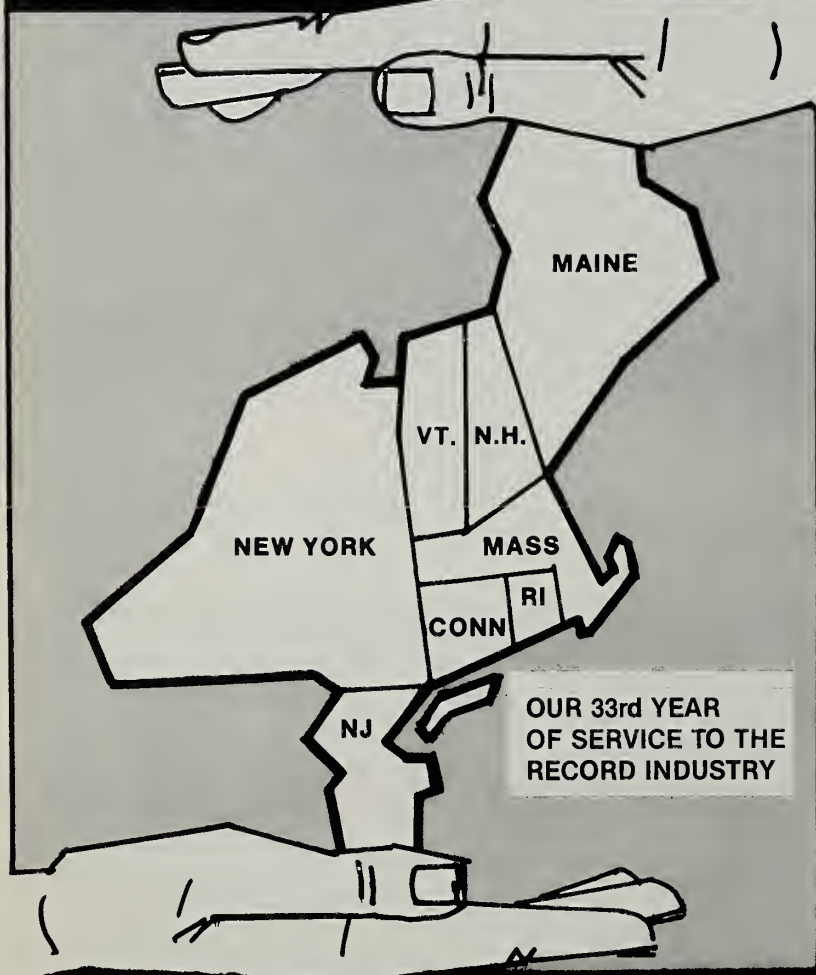 MAINE
VT. N.H.
NEW YORK
MASS
RI
CONN
NJ
OUR 33rd YEAR
OF SERVICE TO THE
RECORD INDUSTRY